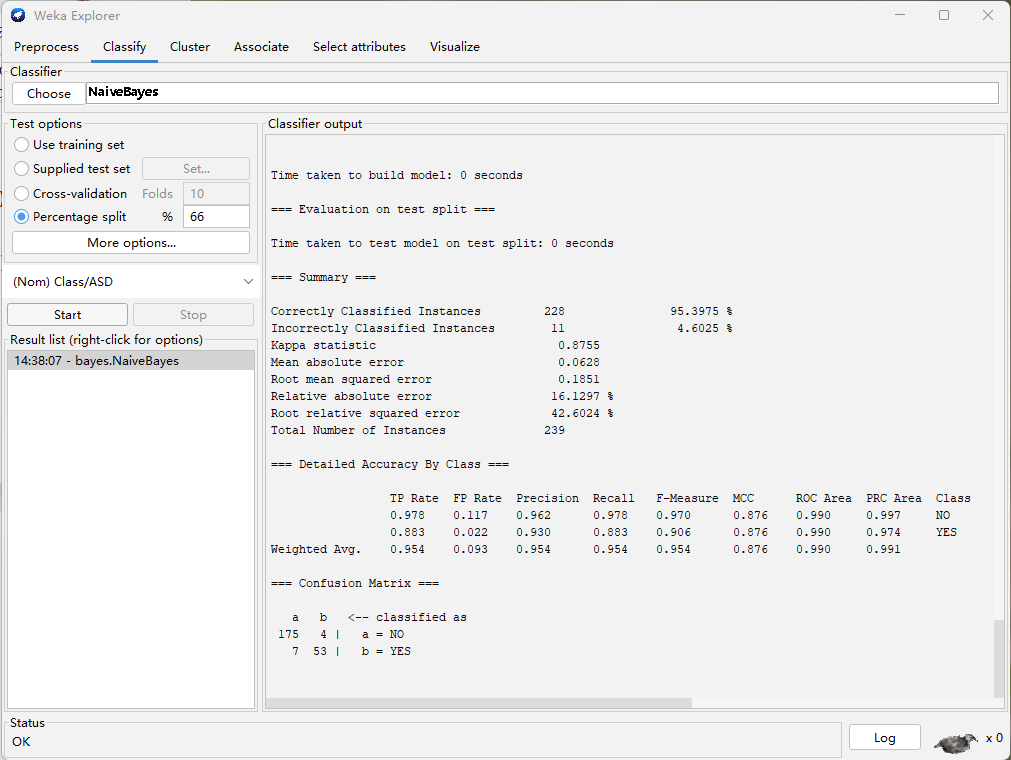 Weka Explorer
Preprocess Classify Cluster Associate Select attributes Visualize
Classifier
Choose NaiveBayes
Test options
Use training set
Supplied test set Set...
Cross-validation Folds 10
Percentage split % 66
More options...
(Nom) Class/ASD
Start Stop
Result list (right-click for options)
14:38:07 - bayes.NaiveBayes
Classifier output
Time taken to build model: 0 seconds
=== Evaluation on test split ===
Time taken to test model on test split: 0 seconds
=== Summary ===
Correctly Classified Instances 228 95.3975 %
Incorrectly Classified Instances 11 4.6025 %
Kappa statistic 0.8755
Mean absolute error 0.0628
Root mean squared error 0.1851
Relative absolute error 16.1297 %
Root relative squared error 42.6024 %
Total Number of Instances 239
=== Detailed Accuracy By Class ===
TP Rate FP Rate Precision Recall F-Measure MCC ROC Area PRC Area Class
0.978 0.117 0.962 0.978 0.970 0.876 0.990 0.997 NO
0.883 0.022 0.930 0.883 0.906 0.876 0.990 0.974 YES
Weighted Avg. 0.954 0.093 0.954 0.954 0.954 0.876 0.990 0.991
=== Confusion Matrix ===
a b <-- classified as
175 4 | a = NO
7 53 | b = YES
Status
OK
Log
x 0